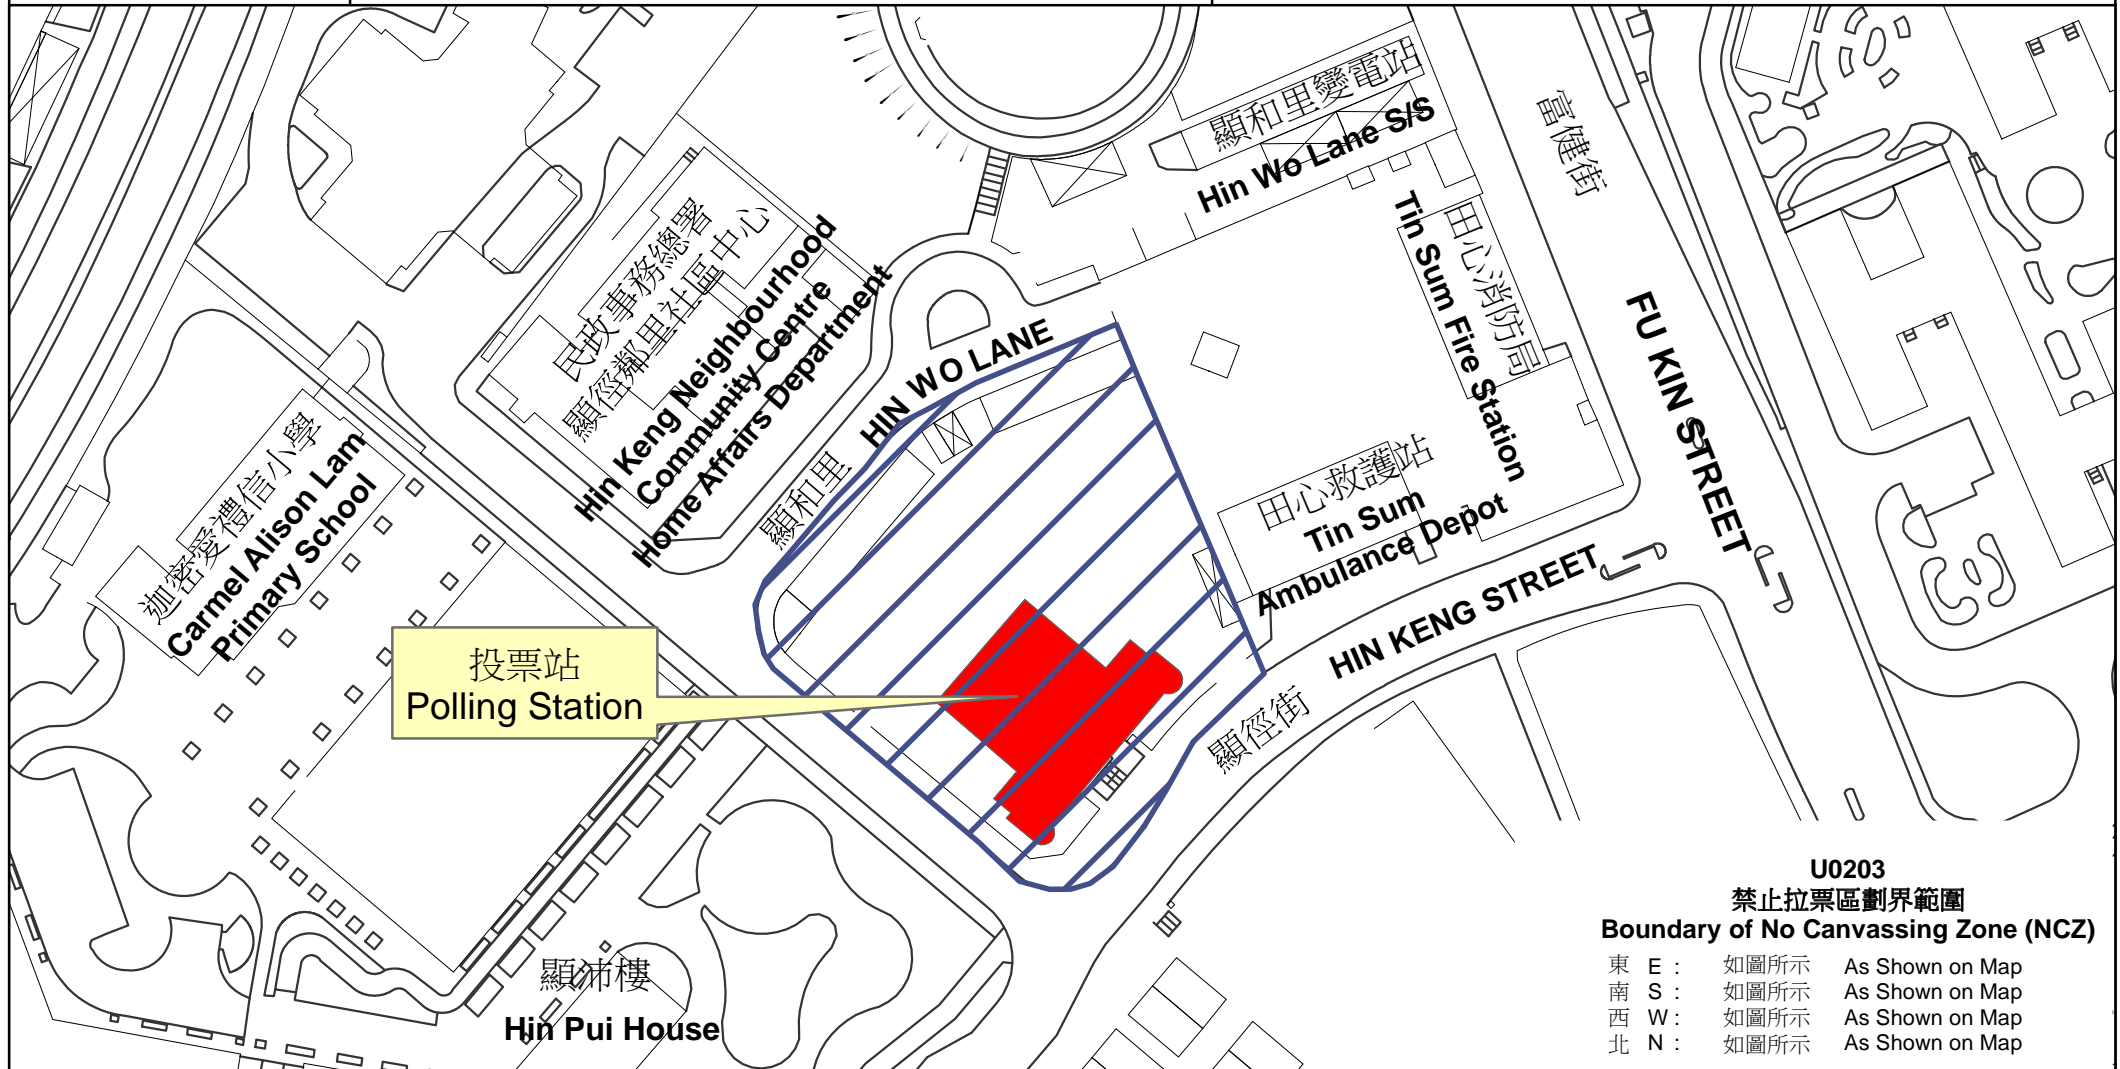 顯和里變電站
Hin Wo Lane S/S
富健街
FU KIN STREET
民政事務總署
顯徑鄰里社區中心
Hin Keng Neighbourhood
Community Centre
Home Affairs Department
田心消防局
Tin Sum Fire Station
HIN WO LANE
顯和里
迦密愛禮信小學
Carmel Alison Lam
Primary School
田心救護站
Tin Sum
Ambulance Depot
HIN KENG STREET
顯徑街
投票站
Polling Station
顯沛樓
Hin Pui House
U0203
禁止拉票區劃界範圍
Boundary of No Canvassing Zone (NCZ)
東 E : 如圖所示 As Shown on Map
南 S : 如圖所示 As Shown on Map
西 W : 如圖所示 As Shown on Map
北 N : 如圖所示 As Shown on Map